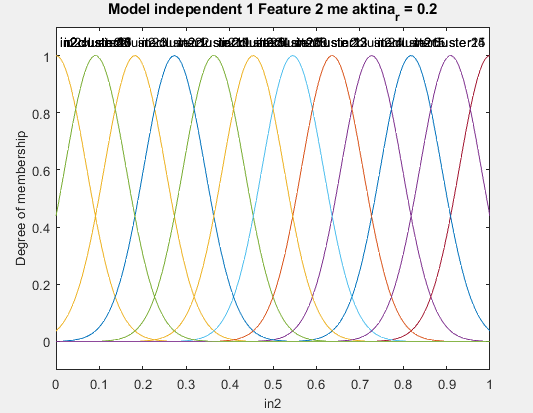 Model independent 1 Feature 2 me aktina_r = 0.2
1
0.8
0.6
0.4
0.2
0
Degree of membership
0 0.1 0.2 0.3 0.4 0.5 0.6 0.7 0.8 0.9 1
in2